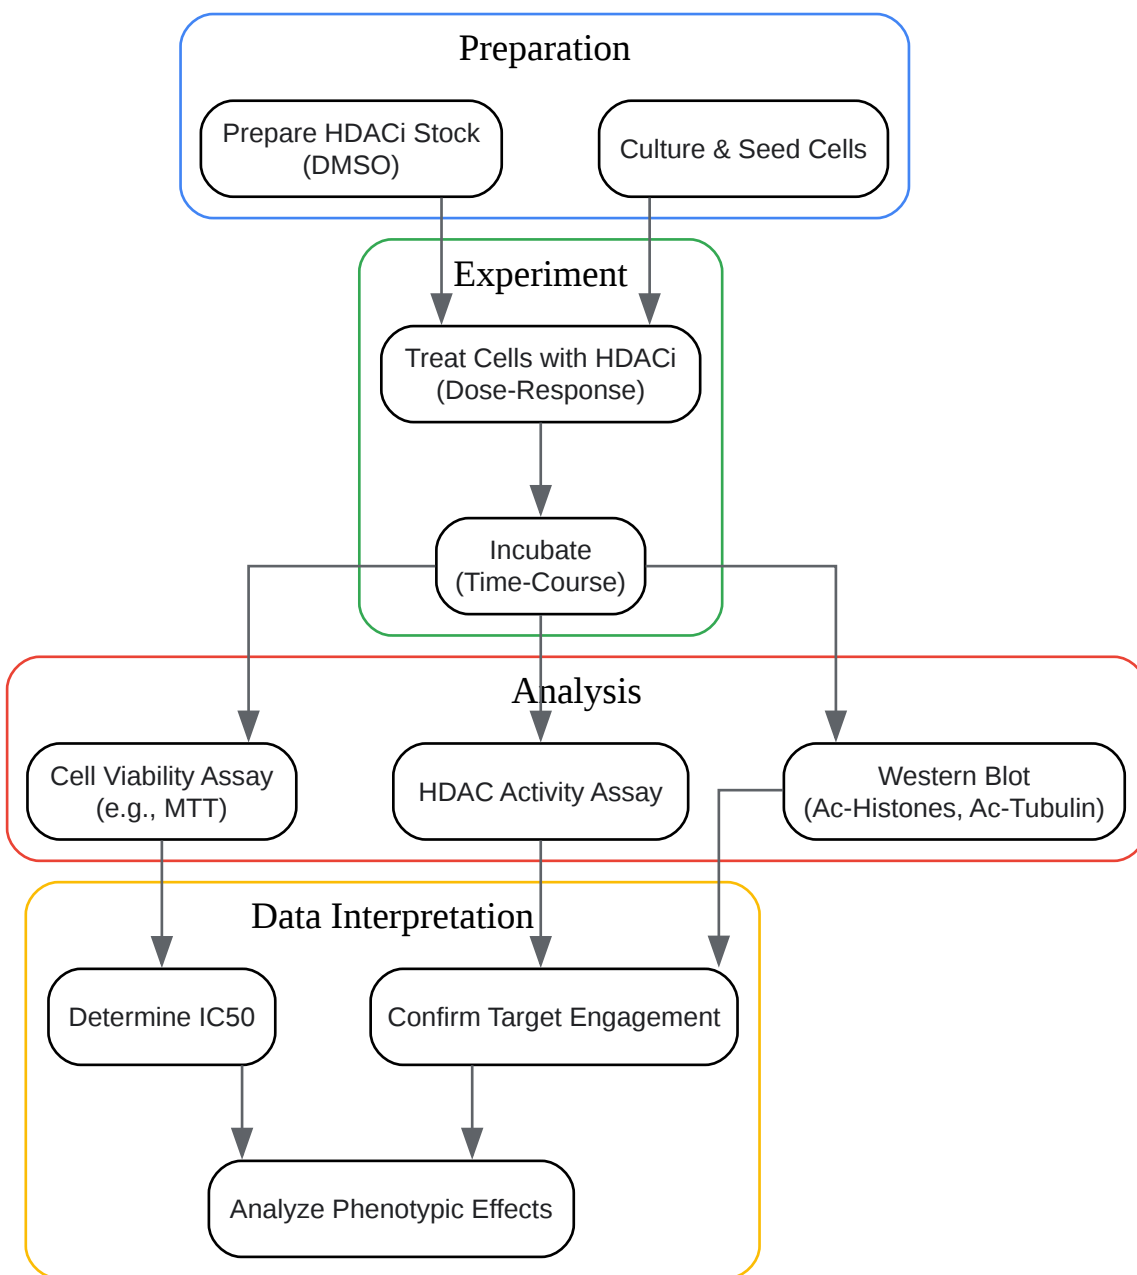 Preparation
Prepare HDACi Stock
(DMSO)
Culture & Seed Cells
Experiment
Treat Cells with HDACi
(Dose-Response)
Incubate
(Time-Course)
Analysis
Cell Viability Assay
(e.g., MTT)
HDAC Activity Assay
Western Blot
(Ac-Histones, Ac-Tubulin)
Data Interpretation
Determine IC50
Confirm Target Engagement
Analyze Phenotypic Effects